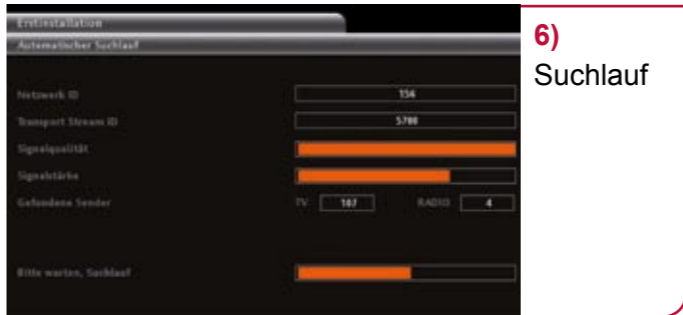 Erstinstallation
Automatischer Suchlauf
Netzwerk ID 156
Transport Stream ID 5700
Signalqualität
Signalstärke
Gefundene Sender TV 107 RADIO 4
Bitte warten, Suchlauf
6)
Suchlauf